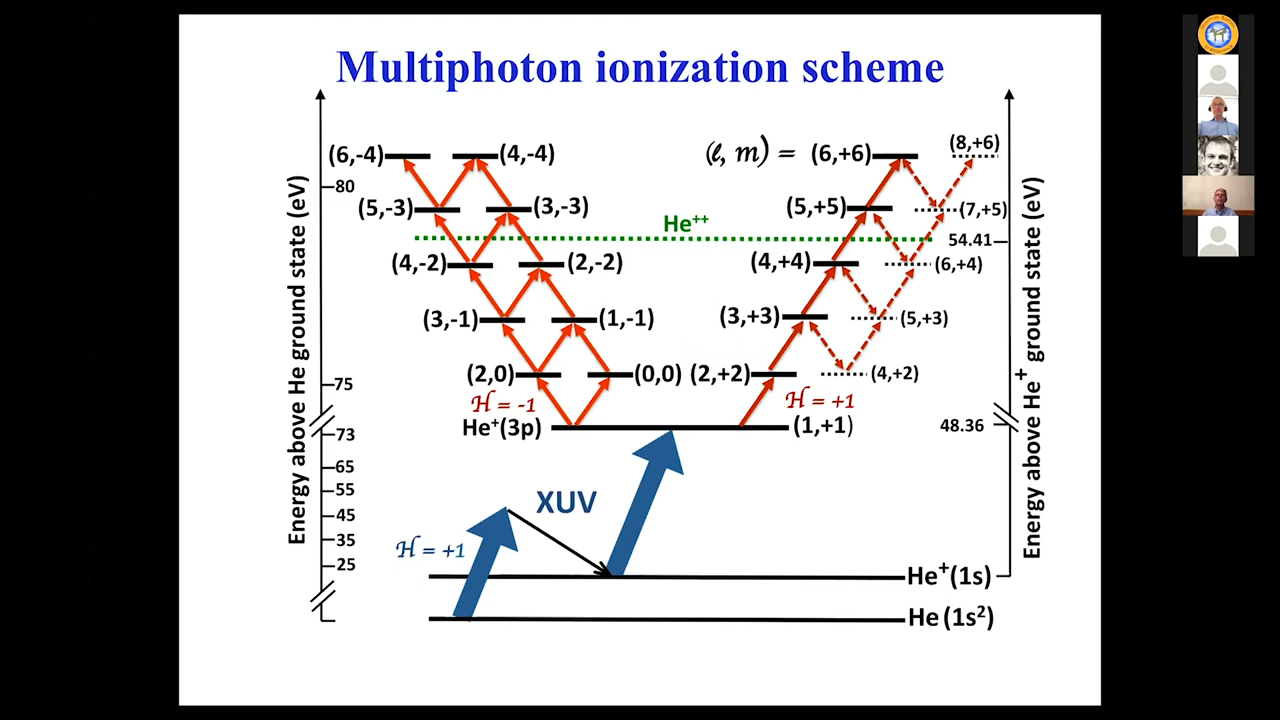 Multiphoton ionization scheme
(6,-4) (4,-4) (ℓ, m) = (6,+6) (8,+6)
80
(5,-3) (3,-3) (5,+5) (7,+5)
He++
54.41
(4,-2) (2,-2) (4,+4) (6,+4)
(3,-1) (1,-1) (3,+3) (5,+3)
75
(2,0) (0,0) (2,+2) (4,+2)
H = -1 H = +1
He+(3p) (1,+1) 48.36
73
65
55
XUV
45
H = +1
35
25
He+(1s)
He (1s2)
Energy above He ground state (eV)
Energy above He+ ground state (eV)